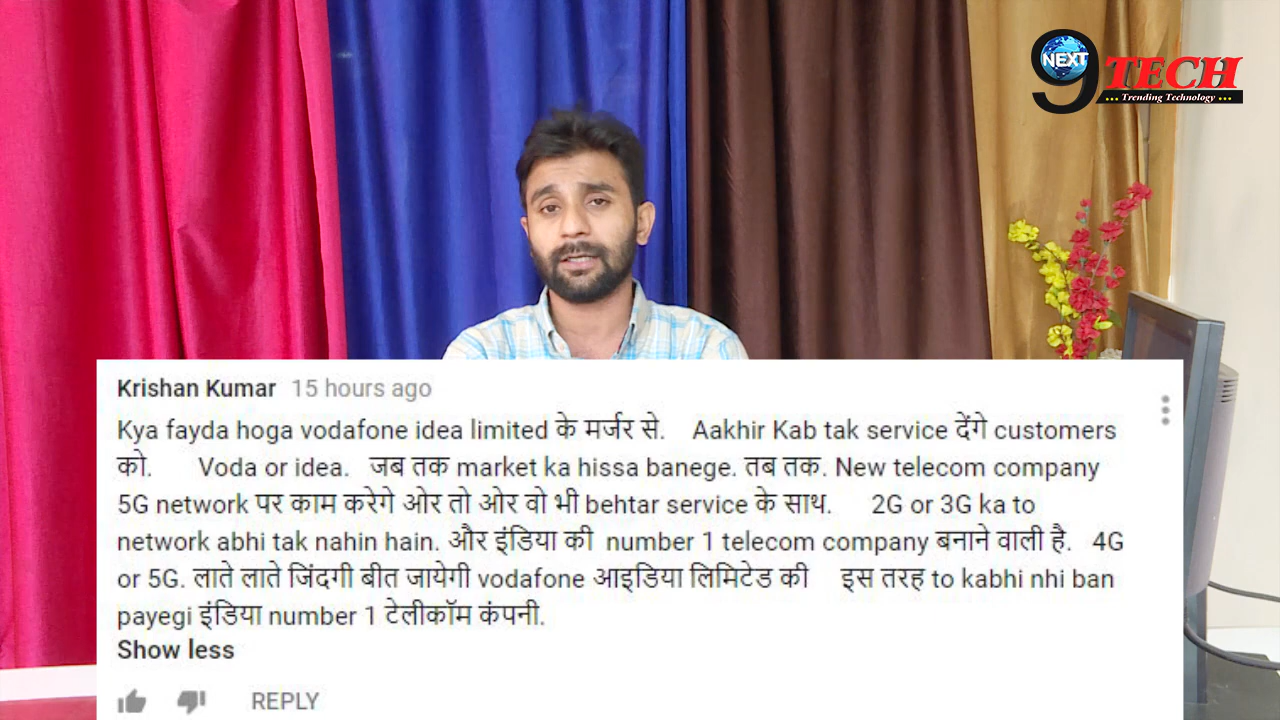 9
NEXT
TECH
... Trending Technology ...
Krishan Kumar 15 hours ago
Kya fayda hoga vodafone idea limited के मर्जर से. Aakhir Kab tak service देंगे customers
को. Voda or idea. जब तक market ka hissa banege. तब तक. New telecom company
5G network पर काम करेगे ओर तो ओर वो भी behtar service के साथ. 2G or 3G ka to
network abhi tak nahin hain. और इंडिया की number 1 telecom company बनाने वाली है. 4G
or 5G. लाते लाते जिंदगी बीत जायेगी vodafone आइडिया लिमिटेड की इस तरह to kabhi nhi ban
payegi इंडिया number 1 टेलीकॉम कंपनी.
Show less
REPLY